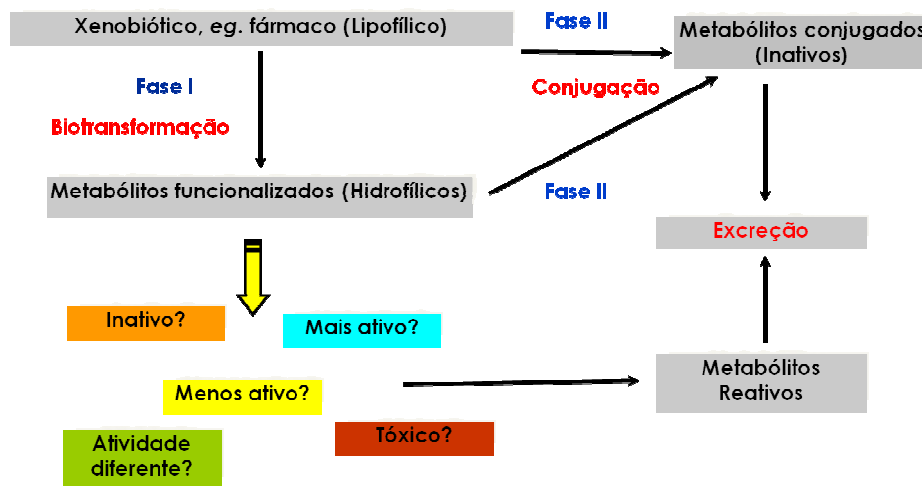 Xenobiótico, eg. fármaco (Lipofílico)
Fase II
Metabólitos conjugados
(Inativos)
Fase I
Conjugação
Biotransformação
Metabólitos funcionalizados (Hidrofílicos)
Fase II
Excreção
Inativo?
Mais ativo?
Metabólitos
Reativos
Menos ativo?
Tóxico?
Atividade
diferente?